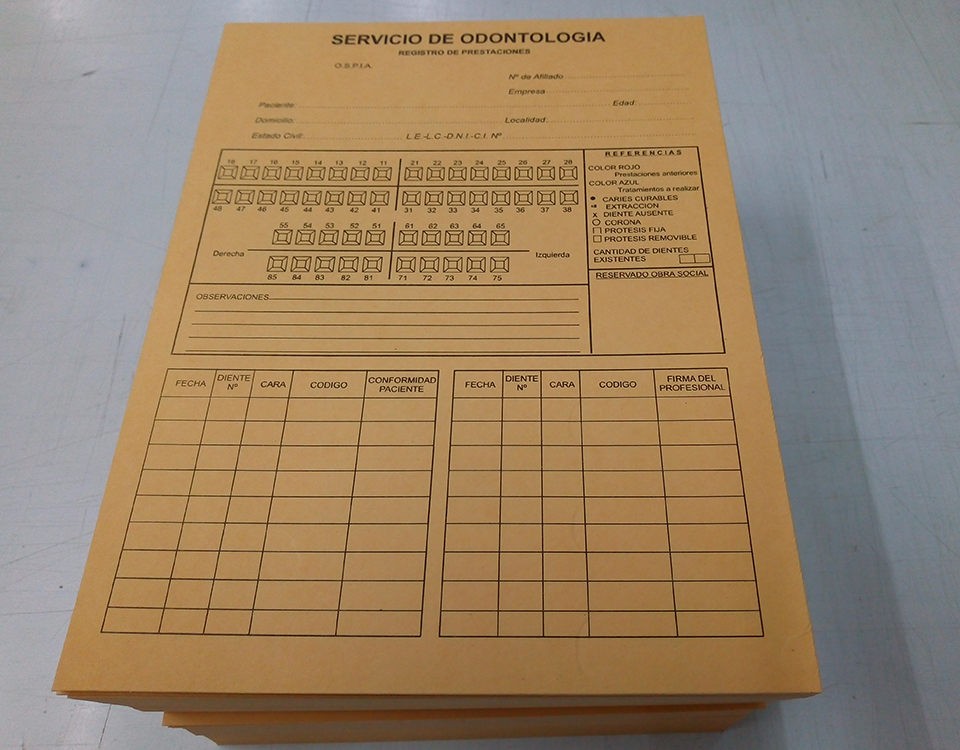 SERVICIO DE ODONTOLOGIA
REGISTRO DE PRESTACIONES
O.S.P.I.A.
Nº de Afiliado
Empresa
Paciente: Edad:
Domicilio: Localidad:
Estado Civil: L.E.-L.C.-D.N.I.-C.I. Nº
18 17 16 15 14 13 12 11 21 22 23 24 25 26 27 28
48 47 46 45 44 43 42 41 31 32 33 34 35 36 37 38
55 54 53 52 51 61 62 63 64 65
Derecha Izquierda
85 84 83 82 81 71 72 73 74 75
OBSERVACIONES
REFERENCIAS
COLOR ROJO
Prestaciones anteriores
COLOR AZUL
Tratamientos a realizar
CARIES CURABLES
EXTRACCION
X DIENTE AUSENTE
CORONA
PROTESIS FIJA
PROTESIS REMOVIBLE
CANTIDAD DE DIENTES
EXISTENTES
RESERVADO OBRA SOCIAL
FECHA DIENTE Nº CARA CODIGO CONFORMIDAD PACIENTE
FECHA DIENTE Nº CARA CODIGO FIRMA DEL PROFESIONAL